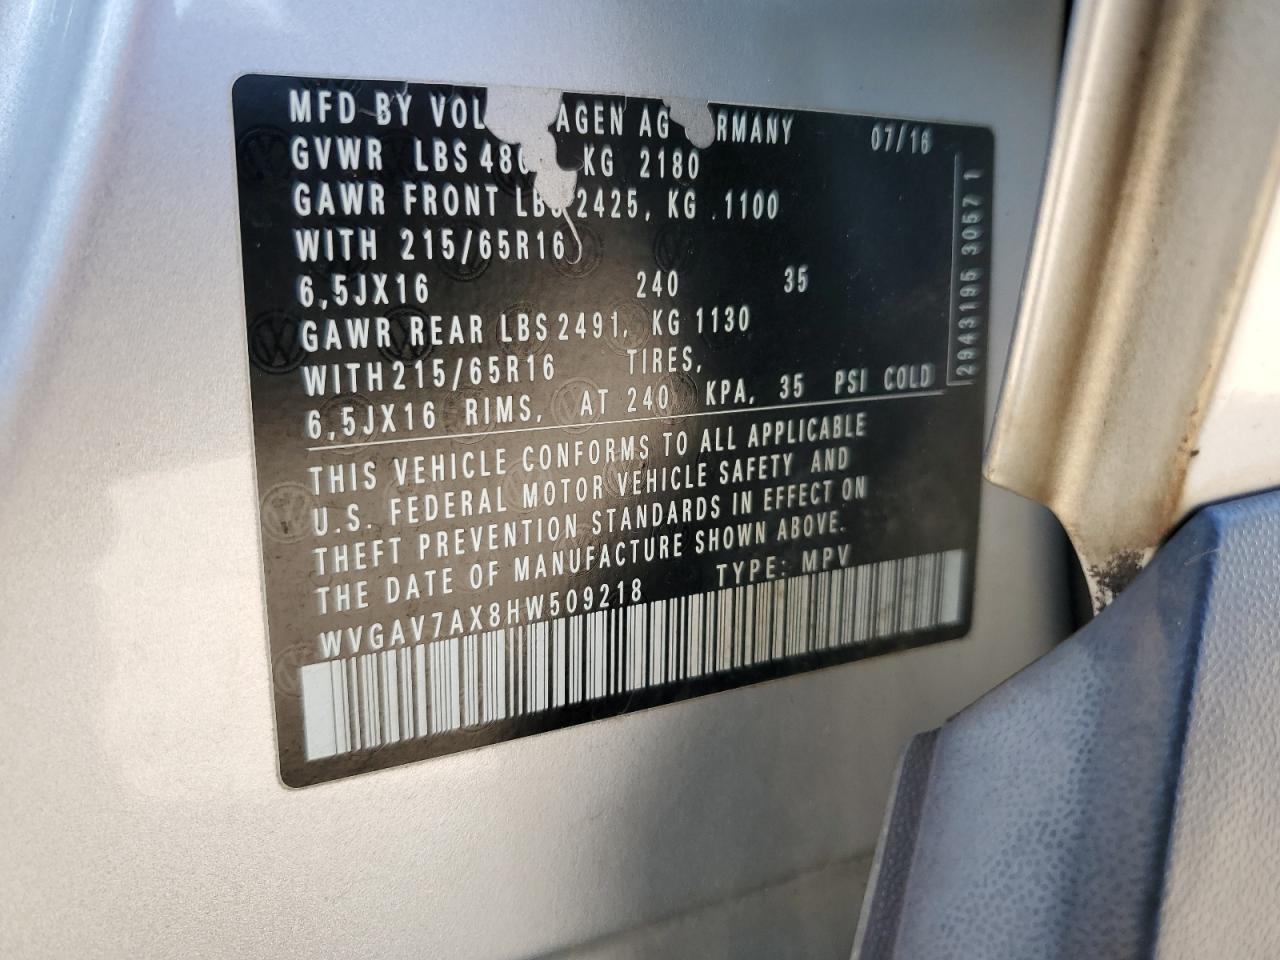 MFD BY VOL AGEN AG RMANY 07/16
GVWR LBS 480 KG 2180
GAWR FRONT LBS 2425, KG .1100
WITH 215/65R16
6,5JX16 240 35
GAWR REAR LBS 2491, KG 1130
WITH 215/65R16 TIRES,
6,5JX16 RIMS, AT 240 KPA, 35 PSI COLD
THIS VEHICLE CONFORMS TO ALL APPLICABLE
U.S. FEDERAL MOTOR VEHICLE SAFETY AND
THEFT PREVENTION STANDARDS IN EFFECT ON
THE DATE OF MANUFACTURE SHOWN ABOVE.
WVGAV7AX8HW509218 TYPE: MPV
2943195 3057 1